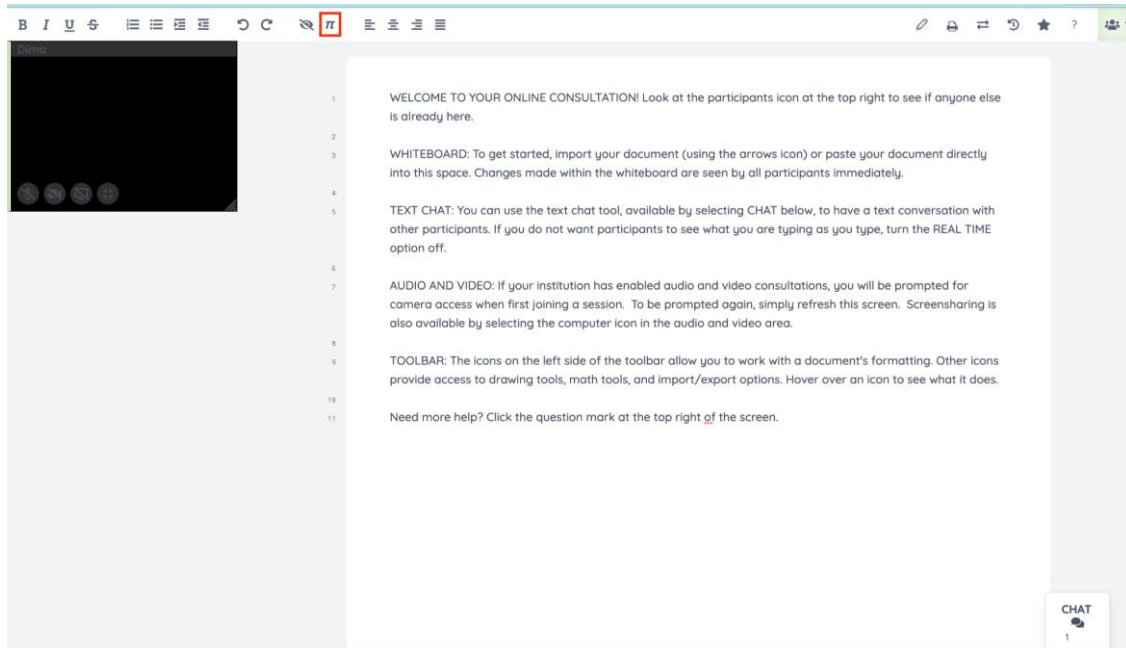 B I U S π ?
Dima
1 WELCOME TO YOUR ONLINE CONSULTATION! Look at the participants icon at the top right to see if anyone else
is already here.
2
3 WHITEBOARD: To get started, import your document (using the arrows icon) or paste your document directly
into this space. Changes made within the whiteboard are seen by all participants immediately.
4
5 TEXT CHAT: You can use the text chat tool, available by selecting CHAT below, to have a text conversation with
other participants. If you do not want participants to see what you are typing as you type, turn the REAL TIME
option off.
6
7 AUDIO AND VIDEO: If your institution has enabled audio and video consultations, you will be prompted for
camera access when first joining a session.  To be prompted again, simply refresh this screen.  Screensharing is
also available by selecting the computer icon in the audio and video area.
8
9 TOOLBAR: The icons on the left side of the toolbar allow you to work with a document's formatting. Other icons
provide access to drawing tools, math tools, and import/export options. Hover over an icon to see what it does.
10
11 Need more help? Click the question mark at the top right of the screen.
CHAT
1